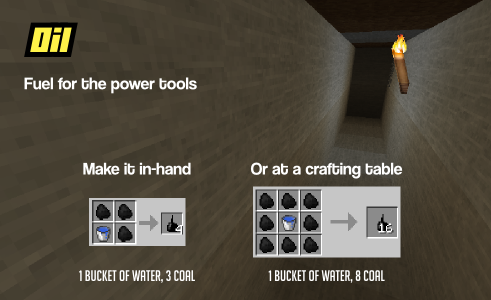 Oil
Fuel for the power tools
Make it in-hand
Or at a crafting table
4
16
1 BUCKET OF WATER, 3 COAL
1 BUCKET OF WATER, 8 COAL